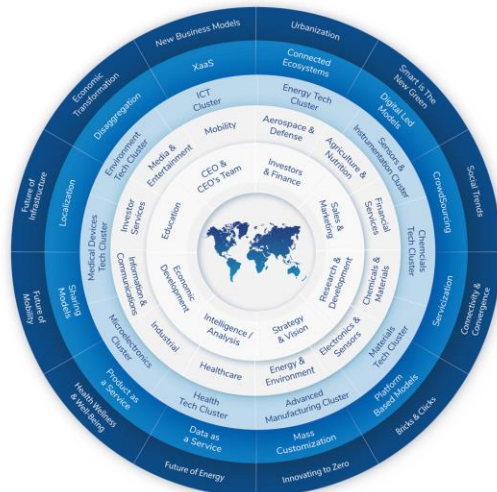 New Business Models
Urbanization
Smart is The
New Green
Social Trends
Connectivity &
Convergence
Bricks & Clicks
Innovating to Zero
Future of Energy
Health Wellness
& Well-Being
Future of
Mobility
Future of
Infrastructure
Economic
Transformation
XaaS
Connected
Ecosystems
Digital Led
Models
CrowdSourcing
Servicization
Platform
Based Models
Mass
Customization
Data as
a Service
Product as
a Service
Sharing
Models
Localization
Disaggregation
ICT
Cluster
Energy Tech
Cluster
Sensors &
Instrumentation Cluster
Chemcials
Tech Cluster
Materials
Tech Cluster
Advanced
Manufacturing Cluster
Health
Tech Cluster
Microelectronics
Cluster
Medical Devices
Tech Cluster
Environment
Tech Cluster
Mobility
Aerospace &
Defense
Agriculture &
Nutrition
Financial
Services
Chemicals &
Materials
Electronics &
Sensors
Energy &
Environment
Healthcare
Industrial
Information &
Communications
Investor
Services
Media &
Entertainment
CEO &
CEO's Team
Investors
& Finance
Sales &
Marketing
Research &
Development
Strategy
& Vision
Intelligence /
Analysis
Economic
Development
Education